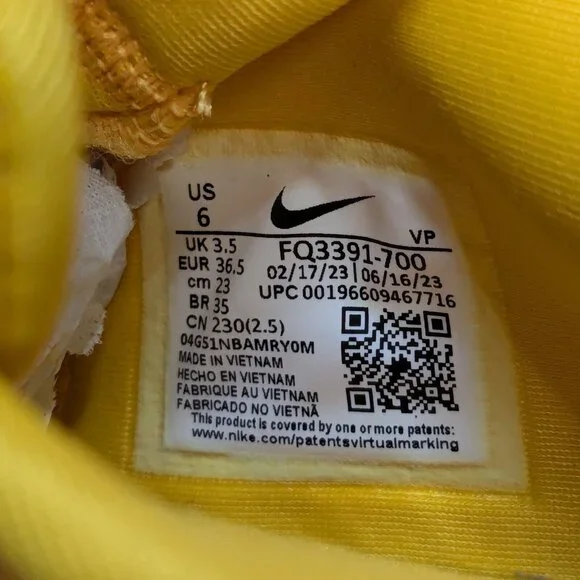 US
6
VP
UK 3.5
FQ3391-700
EUR 36.5
02/17/23 | 06/16/23
cm 23
UPC 00196609467716
BR 35
CN 230(2.5)
04G51NBAMRY0M
MADE IN VIETNAM
HECHO EN VIETNAM
FABRIQUE AU VIETNAM
FABRICADO NO VIETNÃ
This product is covered by one or more patents:
www.nike.com/patentsvirtualmarking